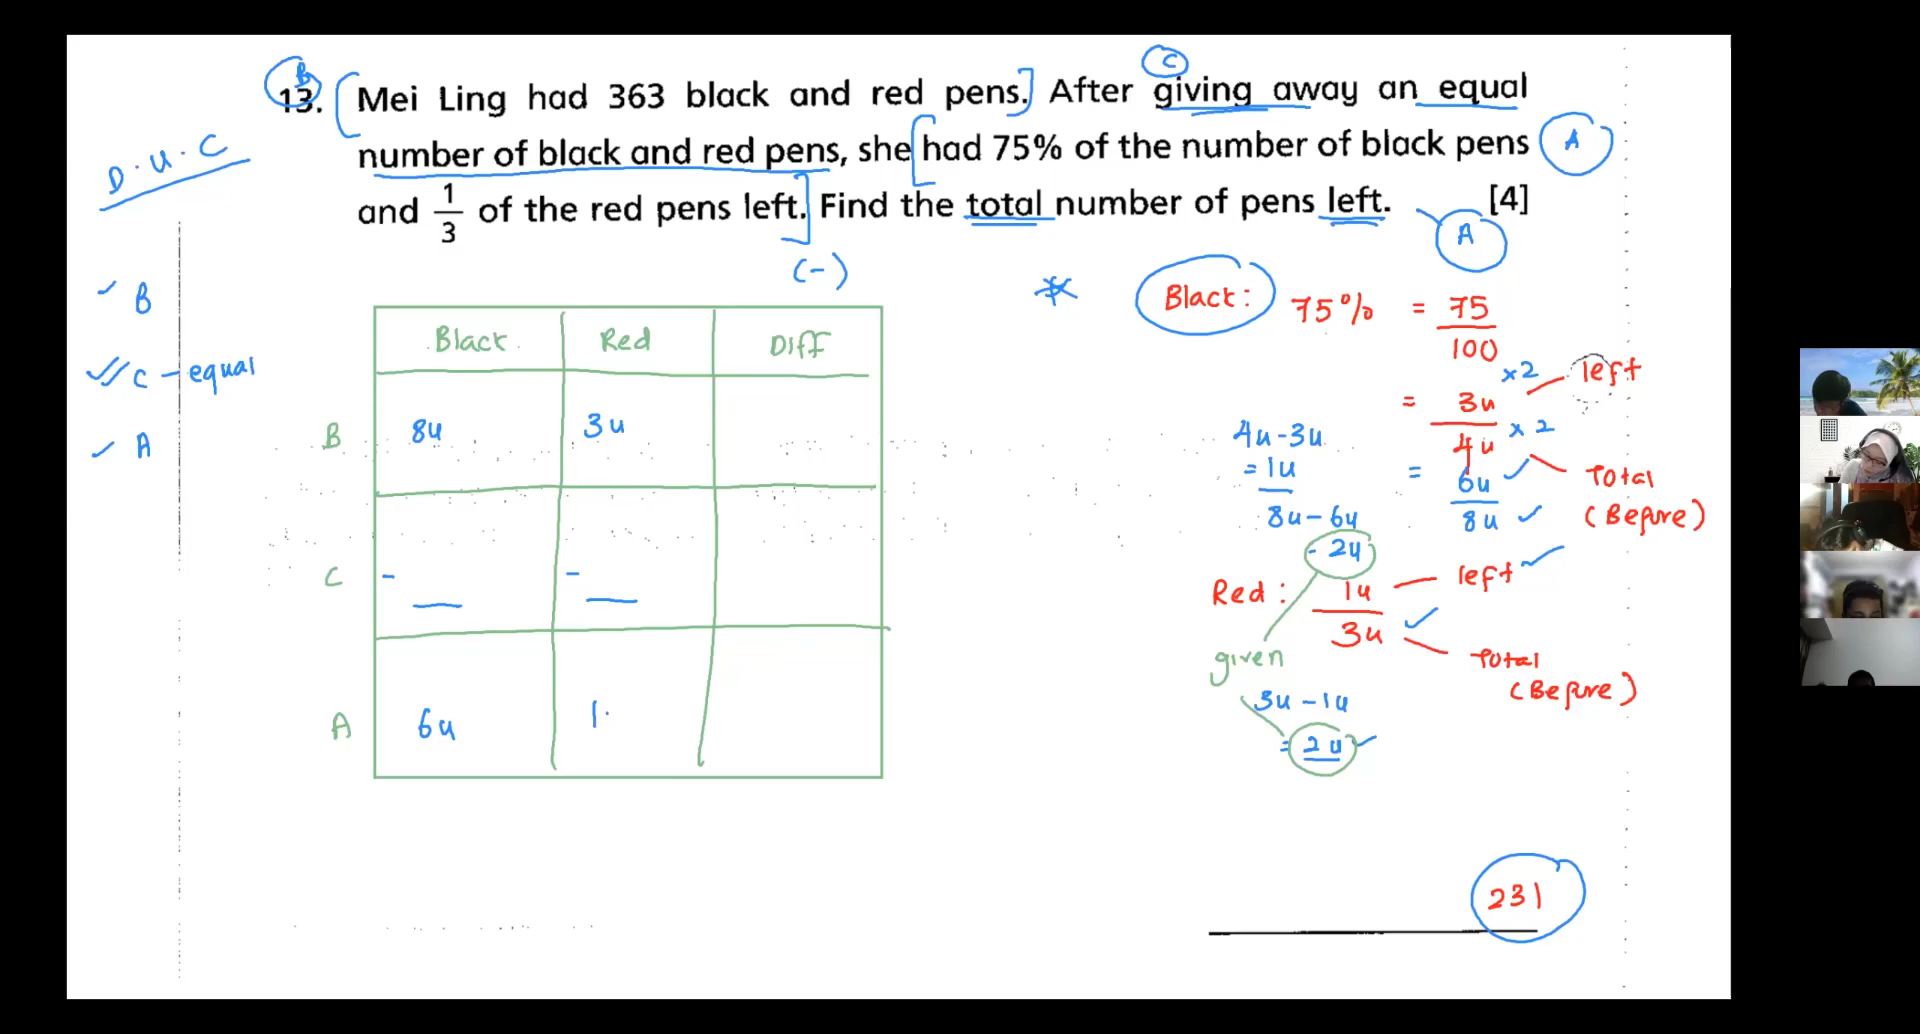 B
C
13. [Mei Ling had 363 black and red pens.] After giving away an equal
number of black and red pens, she [had 75% of the number of black pens A
and 1/3 of the red pens left.] Find the total number of pens left. [4]
A
(-)
D.U.C
B
C - equal
A
Black Red Diff
B 8u 3u
C - -
A 6u 1
* Black: 75% = 75/100
x2 left
= 3u/4u x2
Total
(Before)
= 6u/8u
4u-3u
= 1u
8u-6u
- 2u
Red: 1u/3u left
Total
(Before)
given
3u-1u
= 2u
231